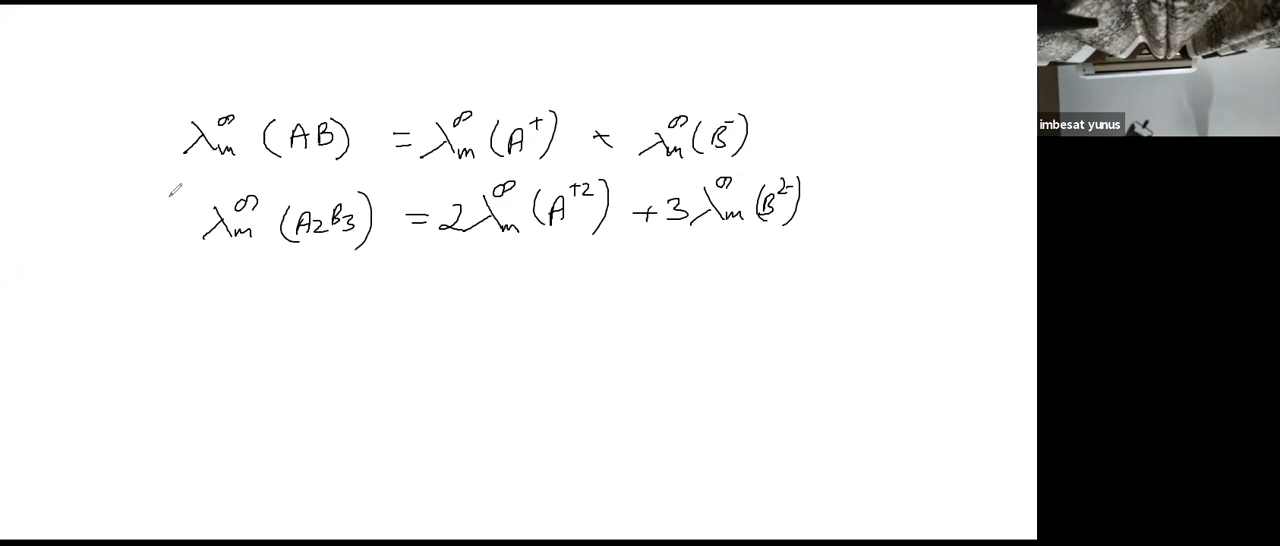 λ∞m (AB) = λ∞m (A+) + λ∞m (B-)
λ∞m (A2B3) = 2λ∞m (A+2) + 3λ∞m (B2-)
imbesat yunus